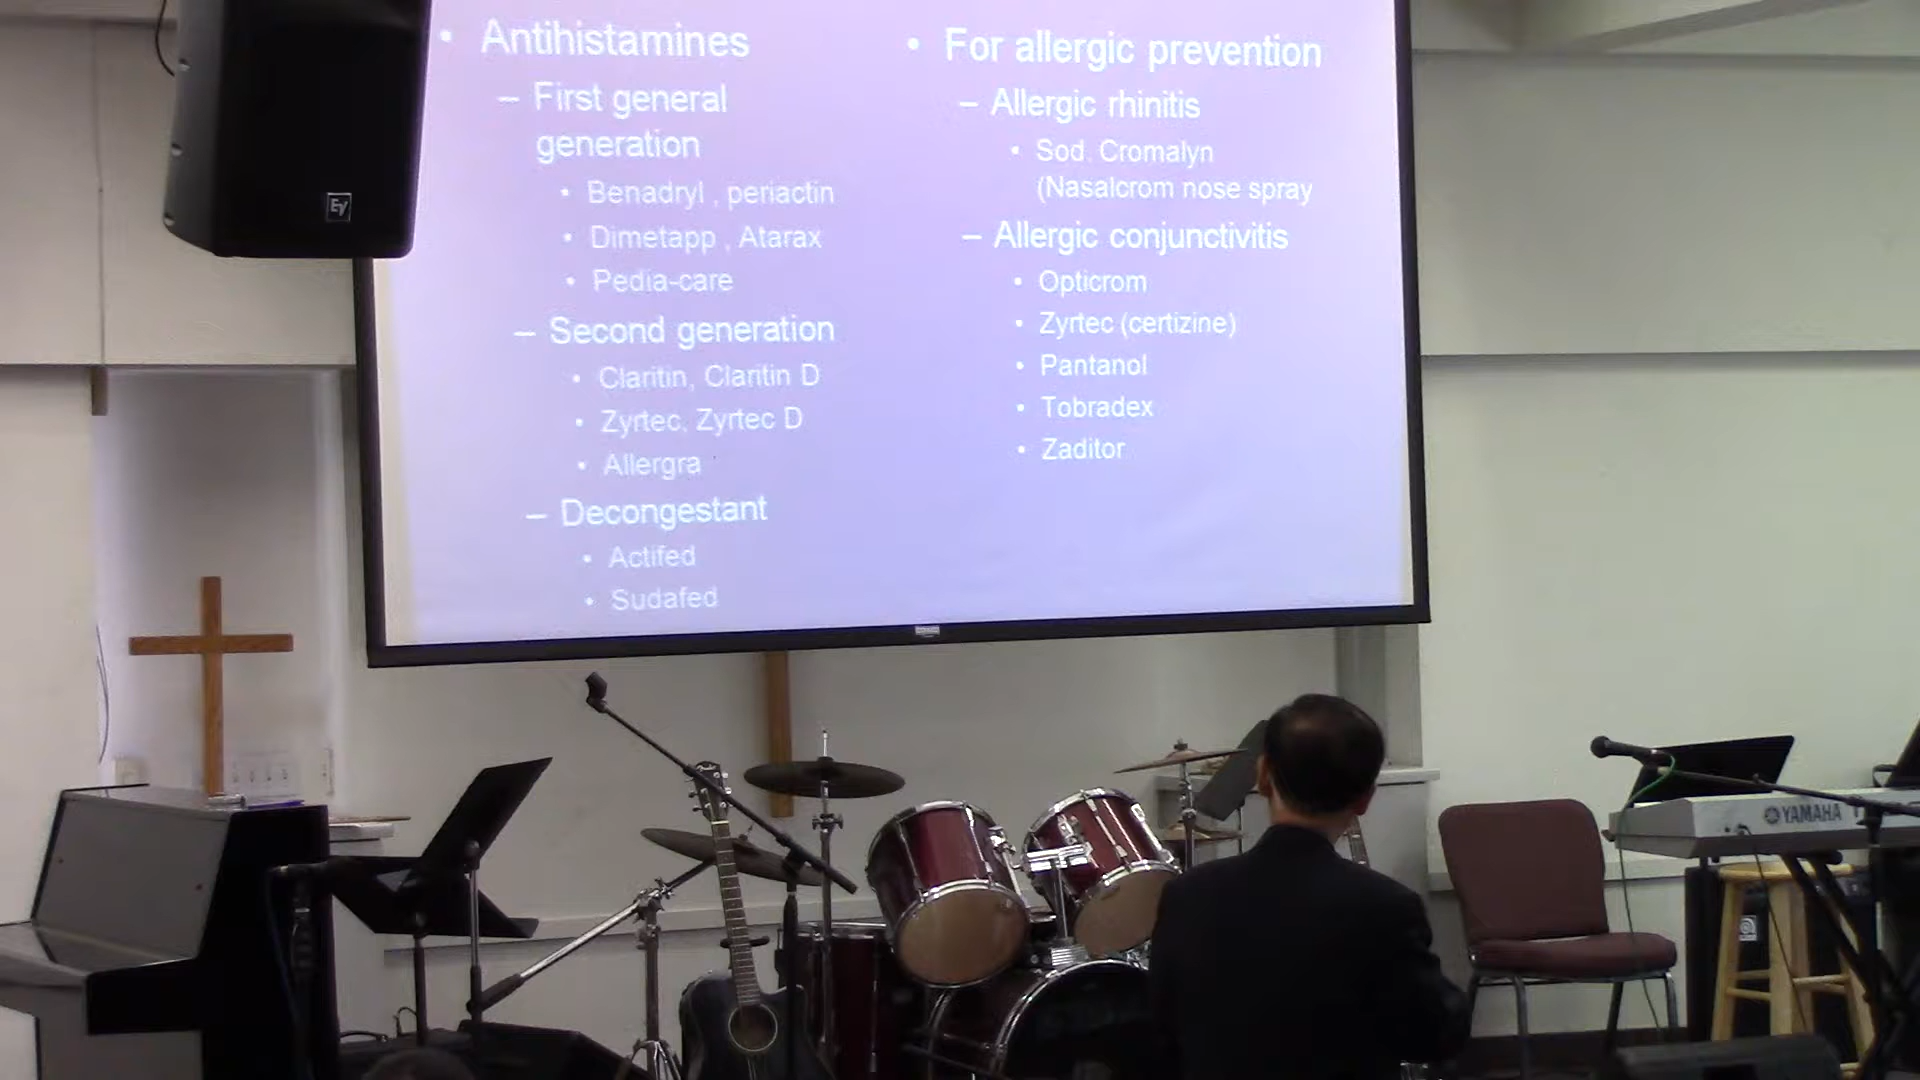 • Antihistamines
– First general
generation
• Benadryl , periactin
• Dimetapp , Atarax
• Pedia-care
– Second generation
• Claritin, Claritin D
• Zyrtec, Zyrtec D
• Allergra
– Decongestant
• Actifed
• Sudafed
• For allergic prevention
– Allergic rhinitis
• Sod. Cromalyn
(Nasalcrom nose spray
– Allergic conjunctivitis
• Opticrom
• Zyrtec (certizine)
• Pantanol
• Tobradex
• Zaditor
EV
Fender
YAMAHA